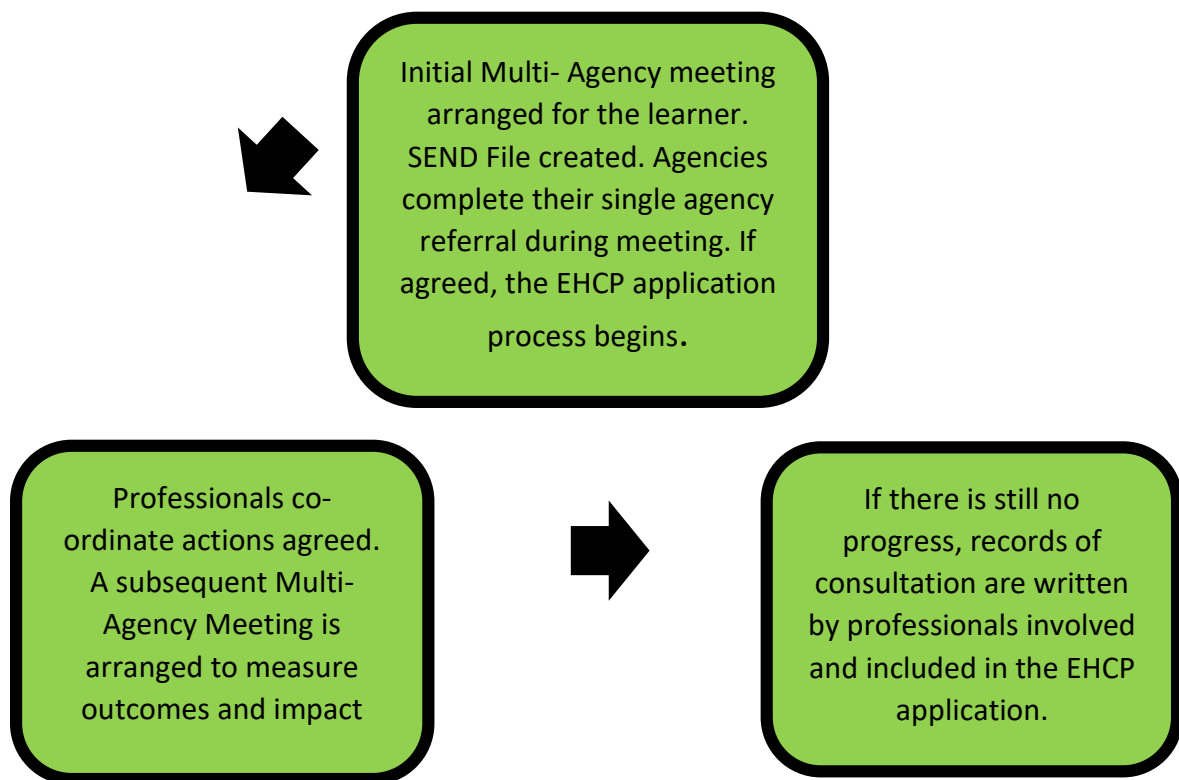 Initial Multi- Agency meeting
arranged for the learner.
SEND File created. Agencies
complete their single agency
referral during meeting. If
agreed, the EHCP application
process begins.
Professionals co-
ordinate actions agreed.
A subsequent Multi-
Agency Meeting is
arranged to measure
outcomes and impact
If there is still no
progress, records of
consultation are written
by professionals involved
and included in the EHCP
application.